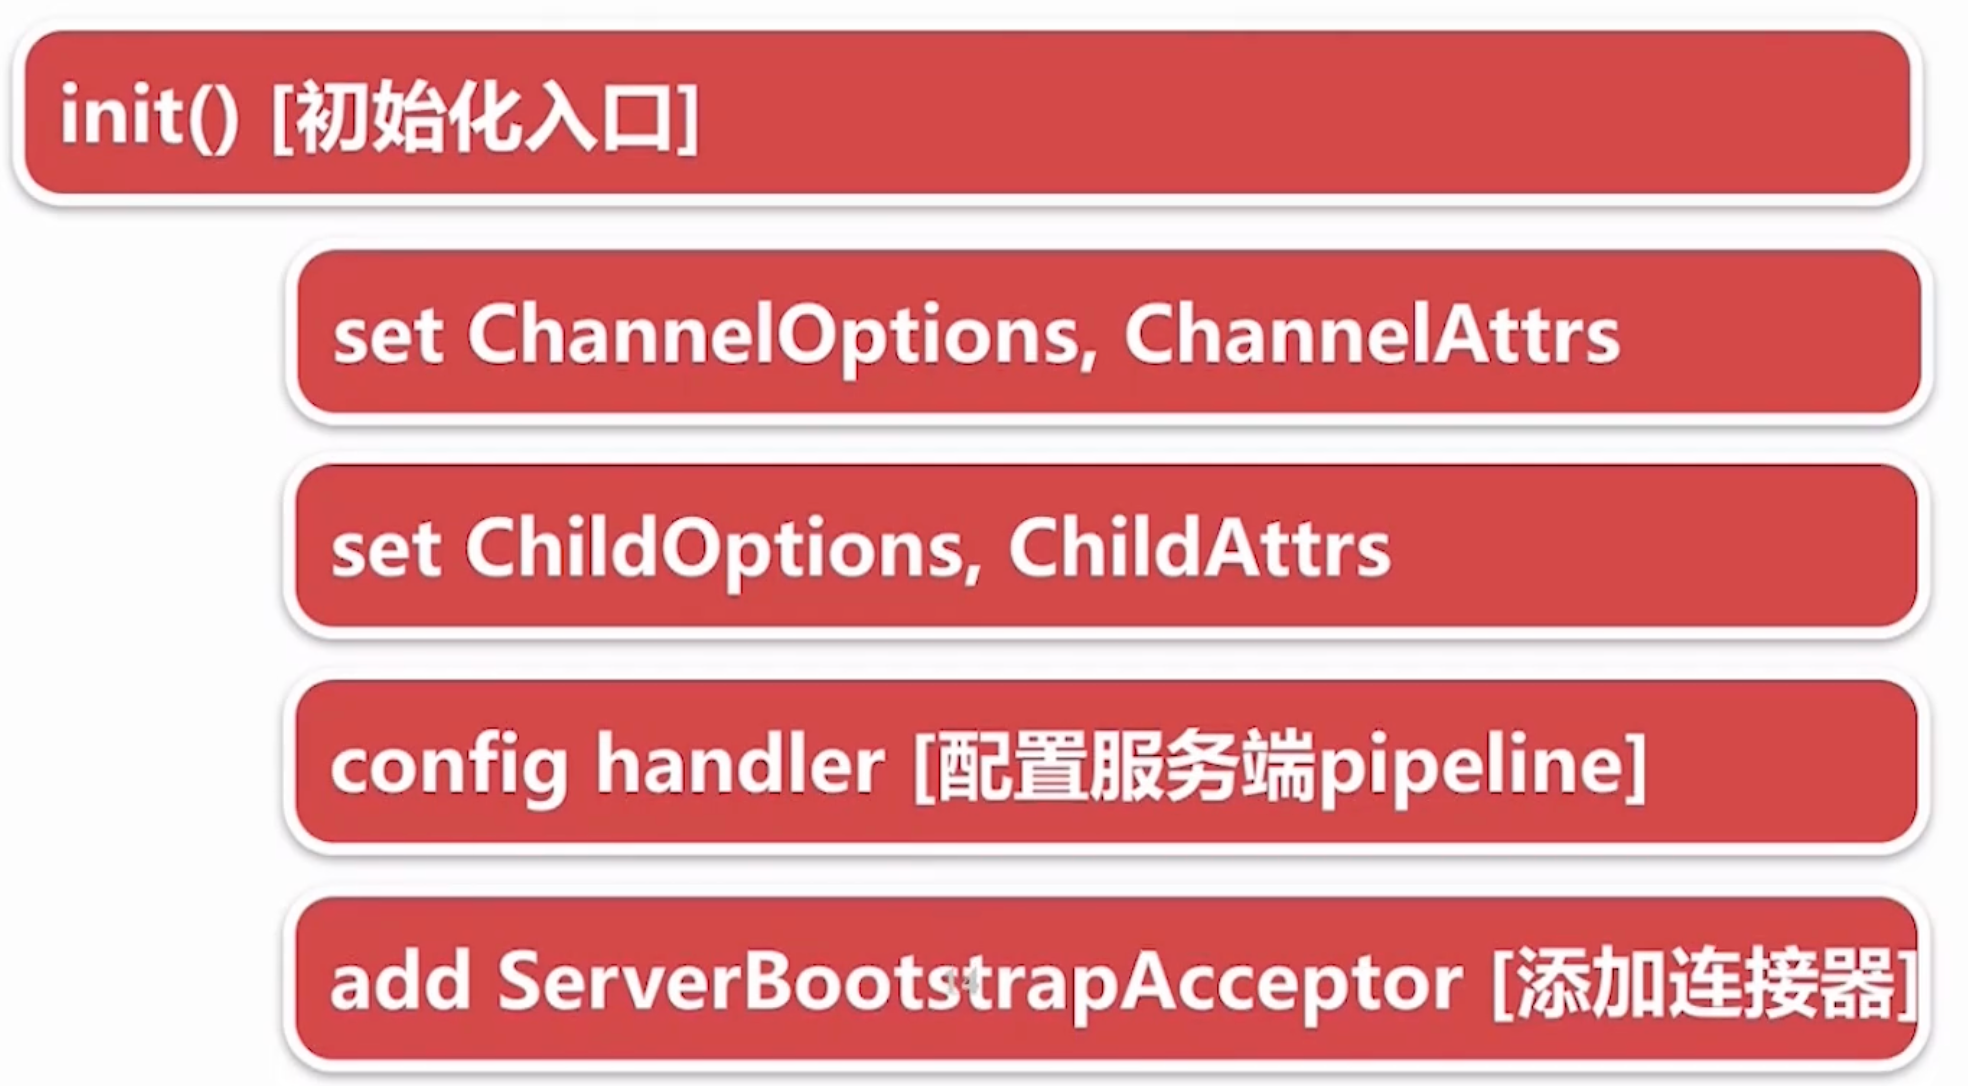 init() [初始化入口]
set ChannelOptions, ChannelAttrs
set ChildOptions, ChildAttrs
config handler [配置服务端pipeline]
add ServerBootstrapAcceptor [添加连接器]